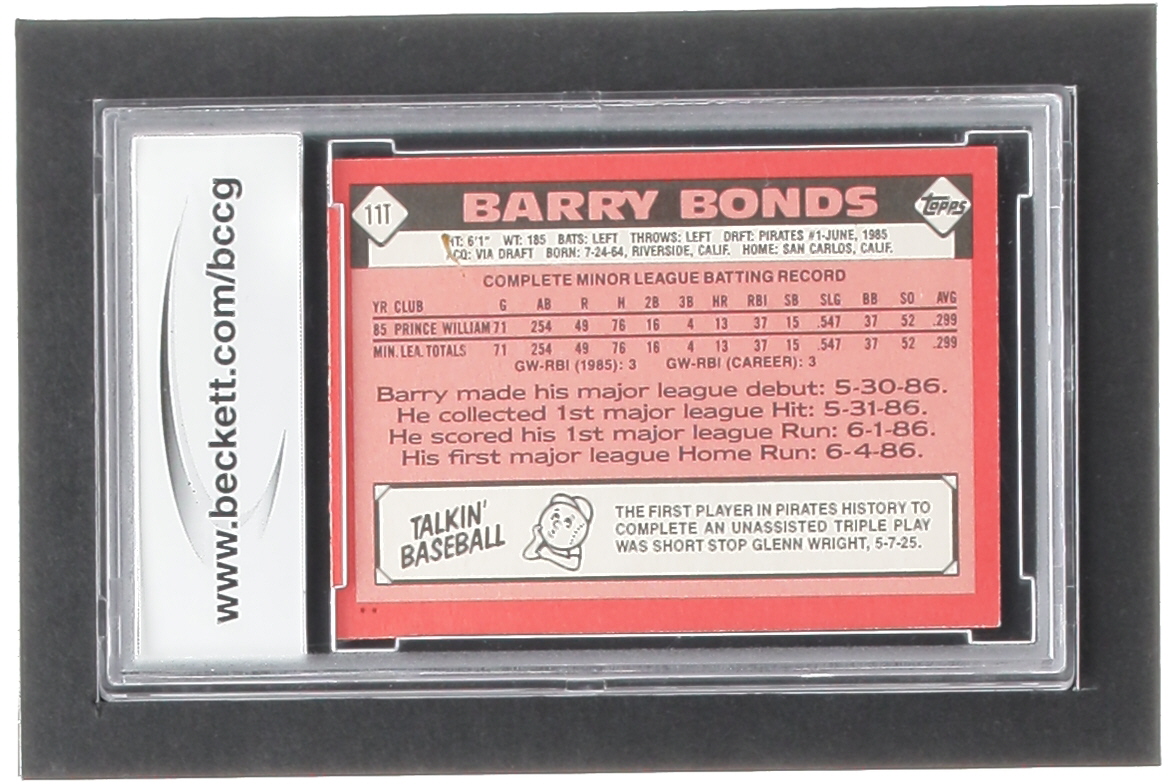 www.beckett.com/bccg
11T
BARRY BONDS
topps
HT: 6'1" WT: 185 BATS: LEFT THROWS: LEFT DRFT: PIRATES #1-JUNE, 1985
ACQ: VIA DRAFT BORN: 7-24-64, RIVERSIDE, CALIF. HOME: SAN CARLOS, CALIF.
COMPLETE MINOR LEAGUE BATTING RECORD
YR CLUB G AB R H 2B 3B HR RBI SB SLG BB SO AVG
85 PRINCE WILLIAM 71 254 49 76 16 4 13 37 15 .547 37 52 .299
MIN. LEA. TOTALS 71 254 49 76 16 4 13 37 15 .547 37 52 .299
GW-RBI (1985): 3 GW-RBI (CAREER): 3
Barry made his major league debut: 5-30-86.
He collected 1st major league Hit: 5-31-86.
He scored his 1st major league Run: 6-1-86.
His first major league Home Run: 6-4-86.
TALKIN'
BASEBALL
THE FIRST PLAYER IN PIRATES HISTORY TO
COMPLETE AN UNASSISTED TRIPLE PLAY
WAS SHORT STOP GLENN WRIGHT, 5-7-25.
**